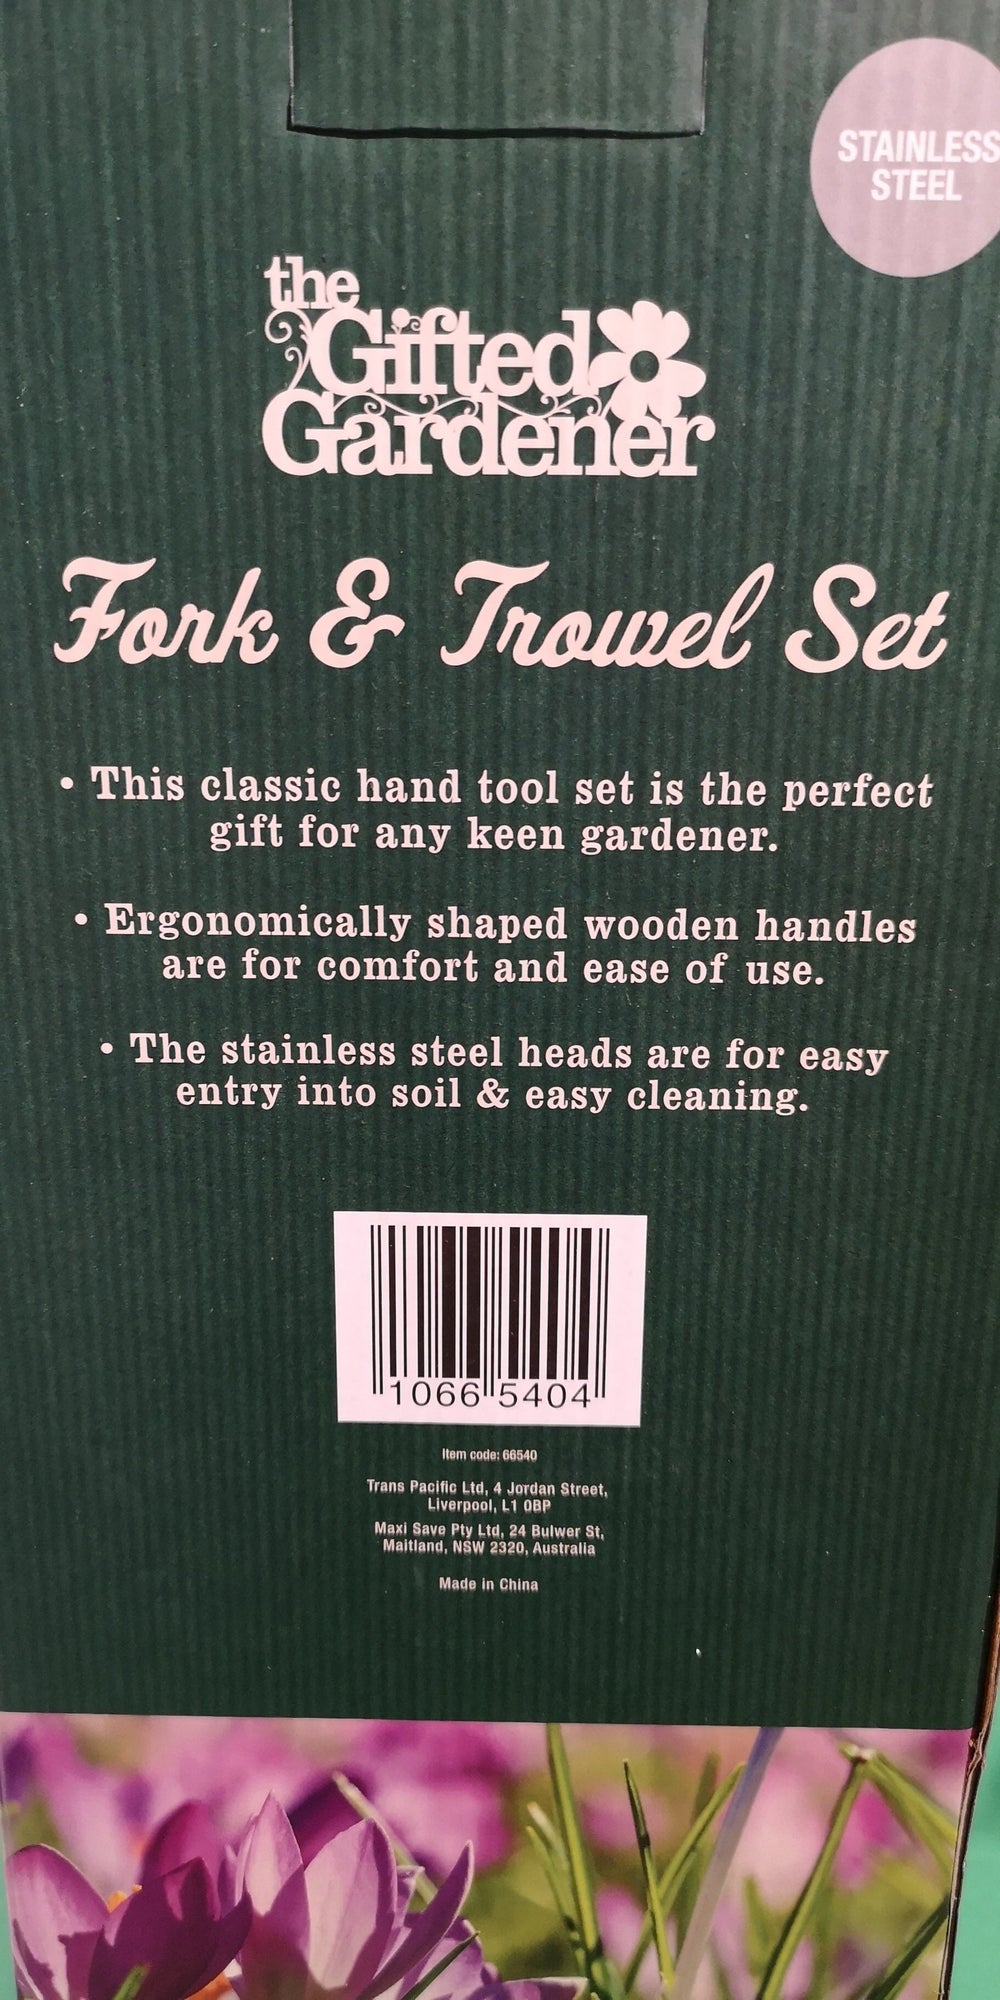 STAINLESS
STEEL
the
Gifted
Gardener
Fork & Trowel Set
• This classic hand tool set is the perfect
gift for any keen gardener.
• Ergonomically shaped wooden handles
are for comfort and ease of use.
• The stainless steel heads are for easy
entry into soil & easy cleaning.
1066 5404
Item code: 66540
Trans Pacific Ltd, 4 Jordan Street,
Liverpool, L1 0BP
Maxi Save Pty Ltd, 24 Bulwer St,
Maitland, NSW 2320, Australia
Made in China